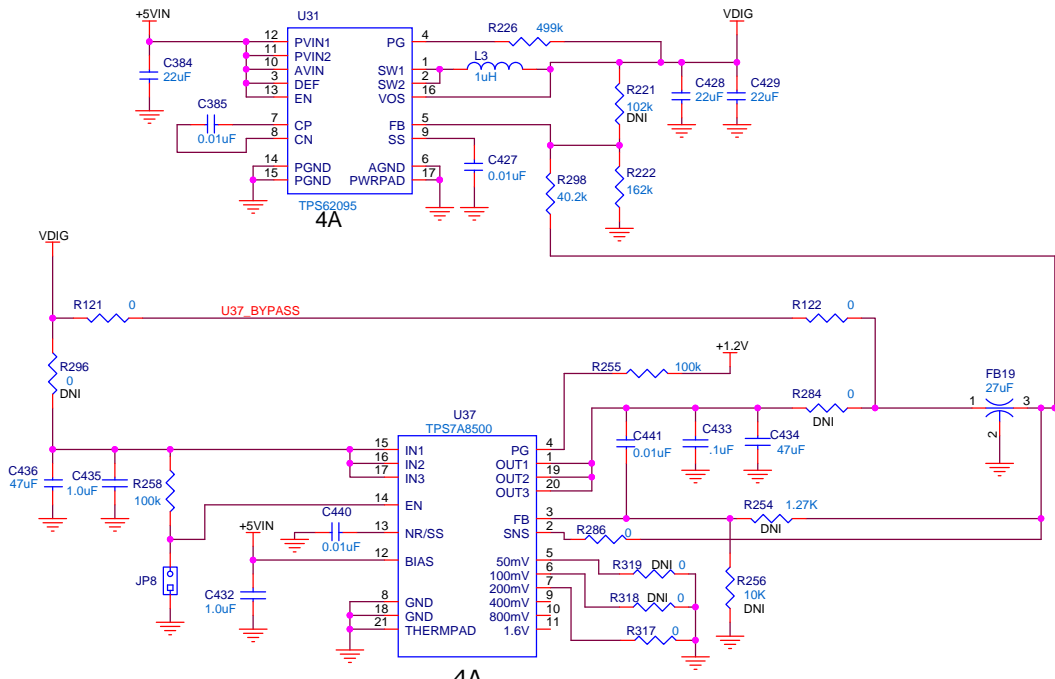 +5VIN
U31
VDIG
R226 499k
12 PVIN1 PG 4
11 PVIN2
10 AVIN SW1 1
3 DEF SW2 2
13 EN VOS 16
L3
1uH
C384
22uF
C385
0.01uF
7 CP FB 5
8 CN SS 9
14 PGND AGND 6
15 PGND PWRPAD 17
TPS62095
4A
C427
0.01uF
R221
102k
DNI
C428
22uF
C429
22uF
R298
40.2k
R222
162k
VDIG
R121 0
U37_BYPASS
R122 0
R296
0
DNI
R255 100k
+1.2V
R284 0
DNI
FB19
27uF
1 3
2
U37
TPS7A8500
15 IN1 PG 4
16 IN2 OUT1 1
17 IN3 OUT2 19
OUT3 20
14 EN
13 NR/SS FB 3
SNS 2
12 BIAS 50mV 5
100mV 6
200mV 7
8 GND 400mV 9
18 GND 800mV 10
21 THERMPAD 1.6V 11
4A
C436
47uF
C435
1.0uF
R258
100k
C441
0.01uF
C433
.1uF
C434
47uF
C440
0.01uF
+5VIN
JP8
C432
1.0uF
R254 1.27K
DNI
R286 0
R319 DNI 0
R318 DNI 0
R317 0
R256
10K
DNI